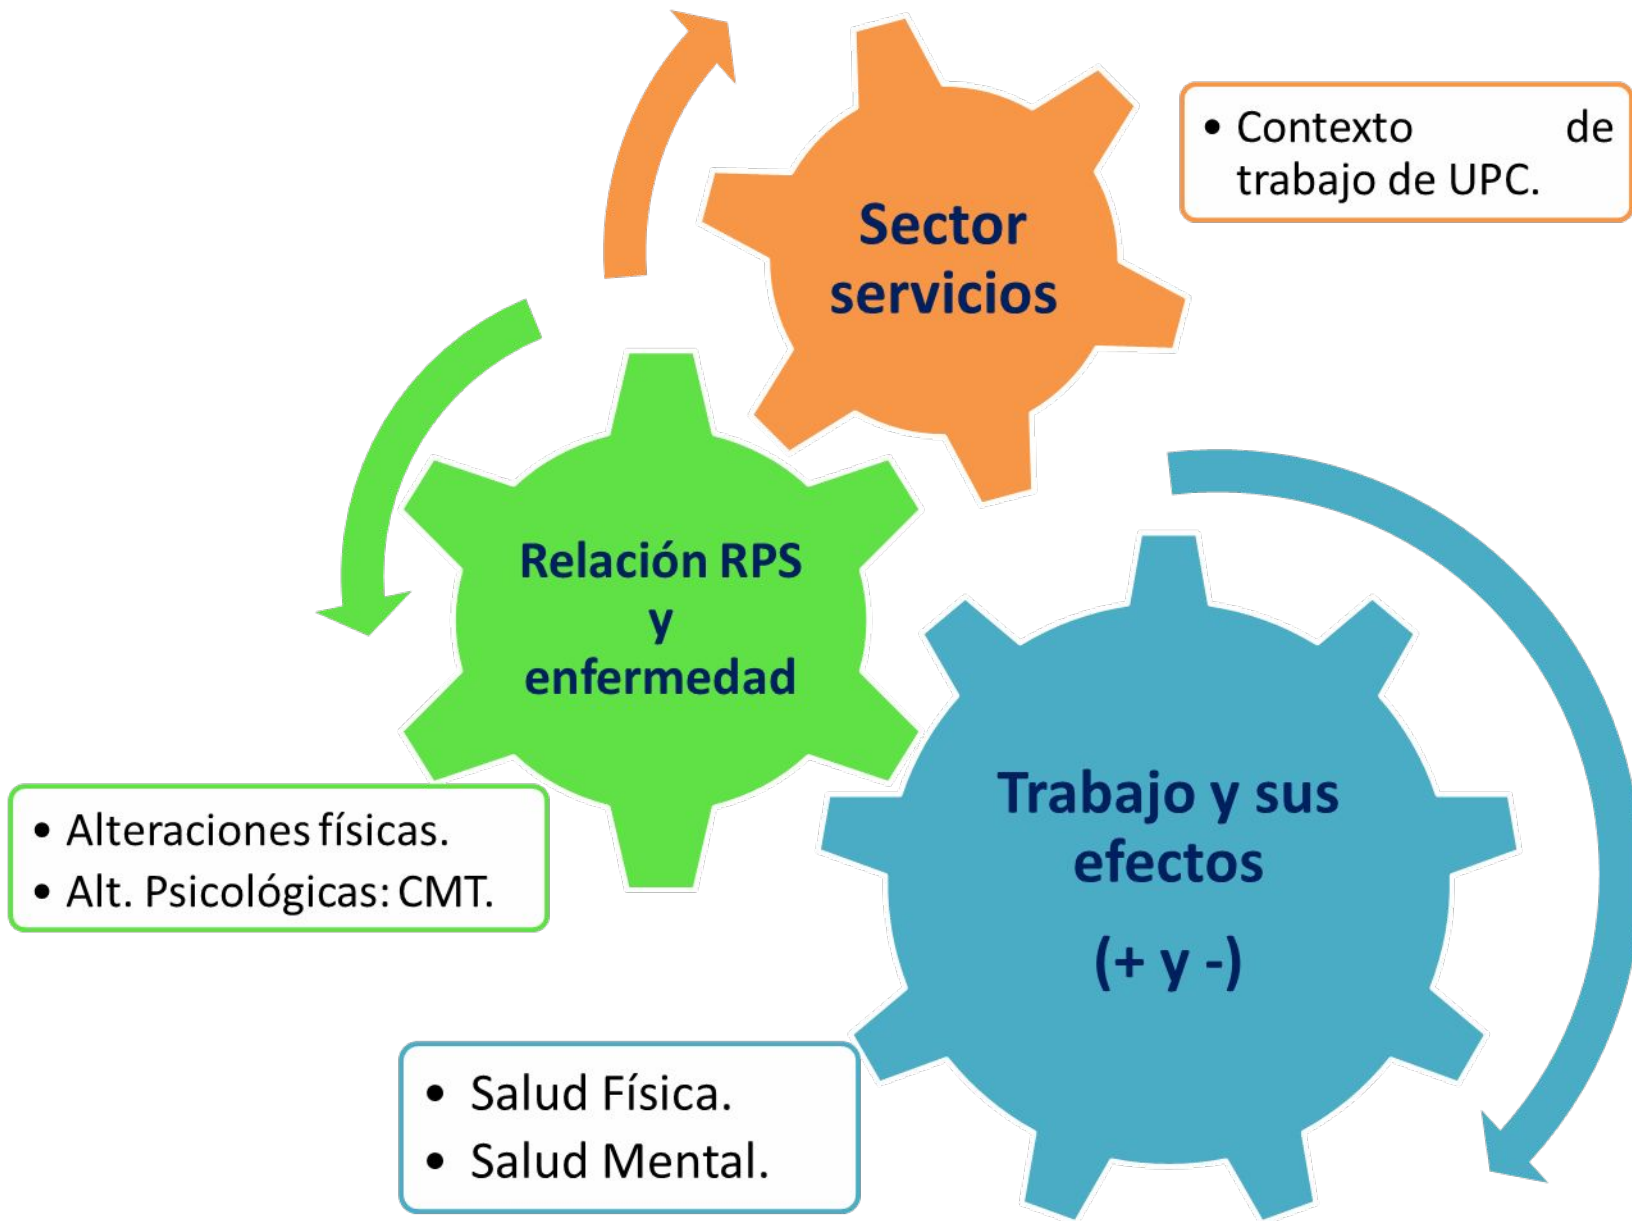 Sector
servicios
• Contexto de
trabajo de UPC.
Relación RPS
y
enfermedad
• Alteraciones físicas.
• Alt. Psicológicas: CMT.
Trabajo y sus
efectos
(+ y -)
• Salud Física.
• Salud Mental.